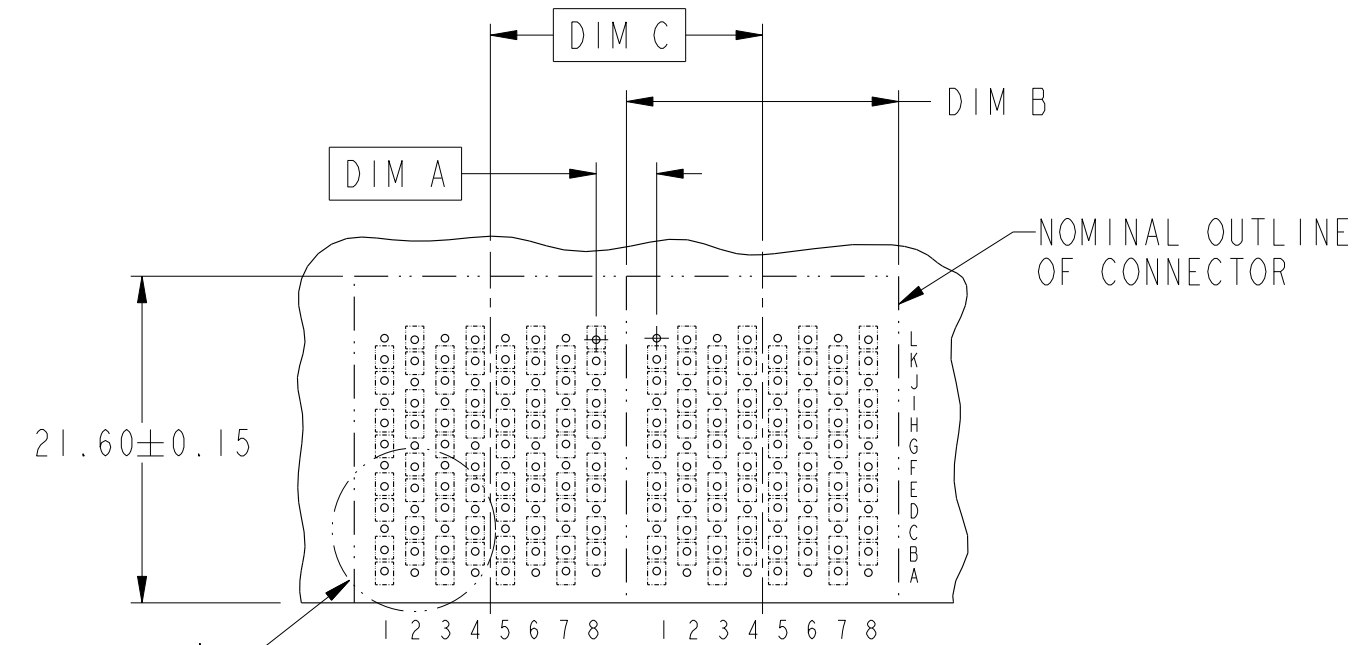 DIM C
DIM B
DIM A
NOMINAL OUTLINE
OF CONNECTOR
21.60±0.15
L
K
J
I
H
G
F
E
D
C
B
A
1 2 3 4 5 6 7 8 1 2 3 4 5 6 7 8